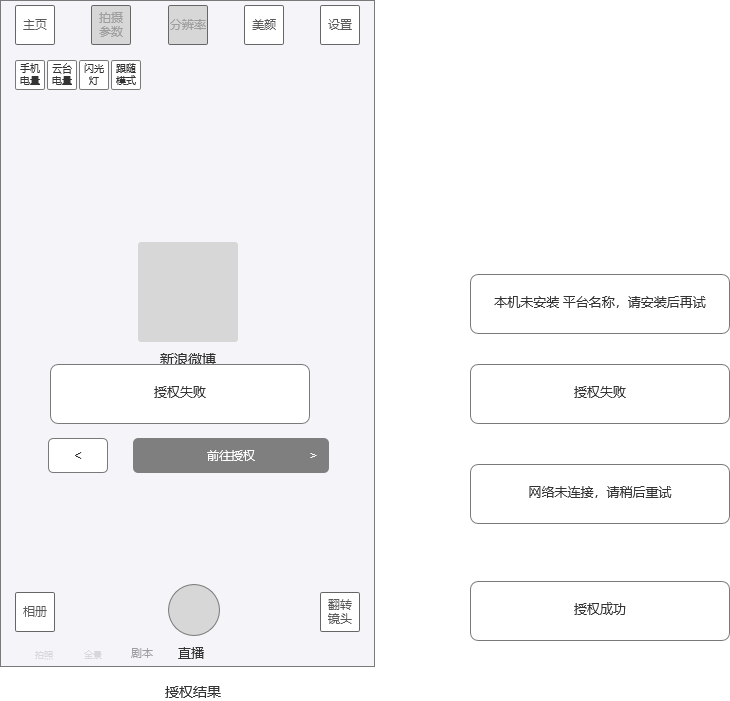 主页
拍摄
参数
分辨率
美颜
设置
手机
电量
云台
电量
闪光
灯
跟随
模式
新浪微博
授权失败
<
前往授权 >
相册
翻转
镜头
拍照
全景
剧本
直播
授权结果
本机未安装 平台名称，请安装后再试
授权失败
网络未连接，请稍后重试
授权成功